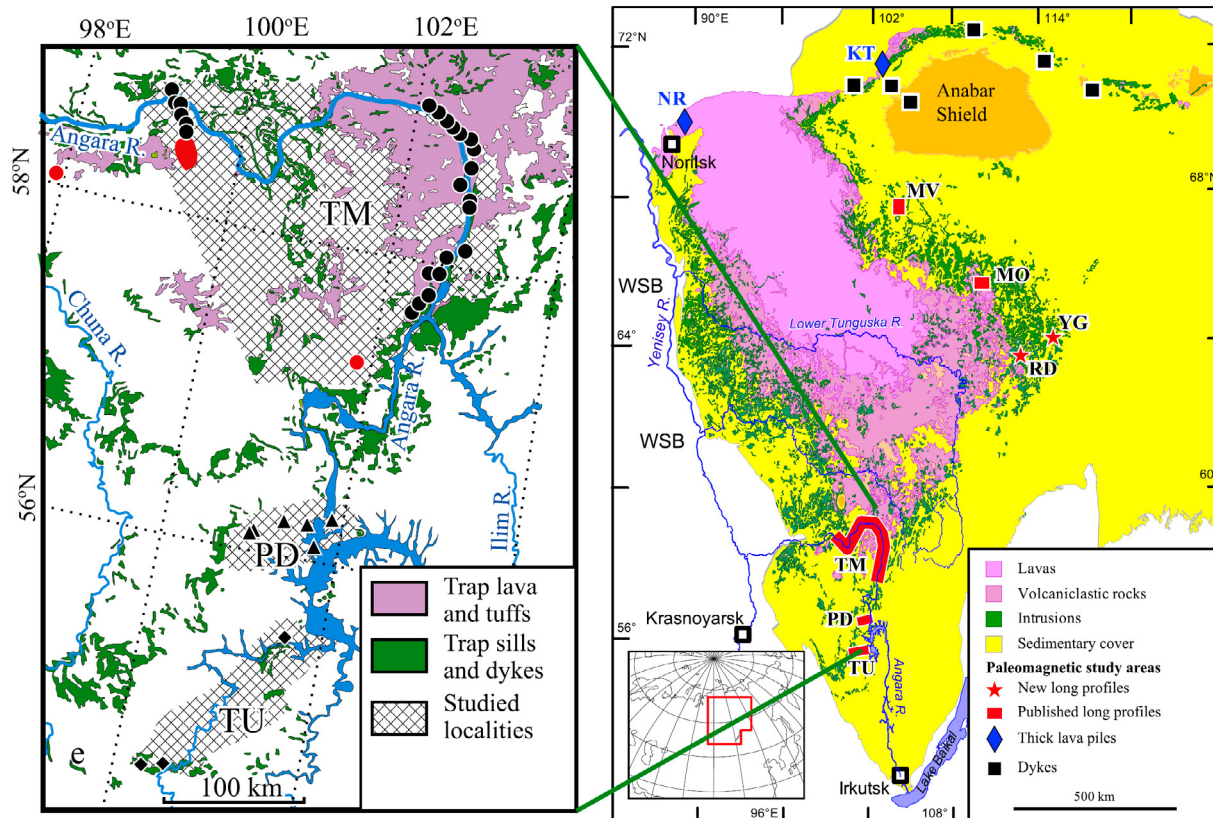 98°E
100°E
102°E
Angara R.
58°N
TM
Chuna R.
Angara R.
56°N
Ilim R.
PD
TU
e
100 km
Trap lava
and tuffs
Trap sills
and dykes
Studied
localities
90°E
102°
114°
72°N
KT
NR
Anabar
Shield
Norilsk
68°N
MV
WSB
MO
Yenisey R.
Lower Tunguska R.
YG
64°
RD
WSB
60°
TM
Krasnoyarsk
PD
56°
TU
Angara R.
Irkutsk
Lake Baikal
96°E
108°
Lavas
Volcaniclastic rocks
Intrusions
Sedimentary cover
Paleomagnetic study areas
New long profiles
Published long profiles
Thick lava piles
Dykes
500 km